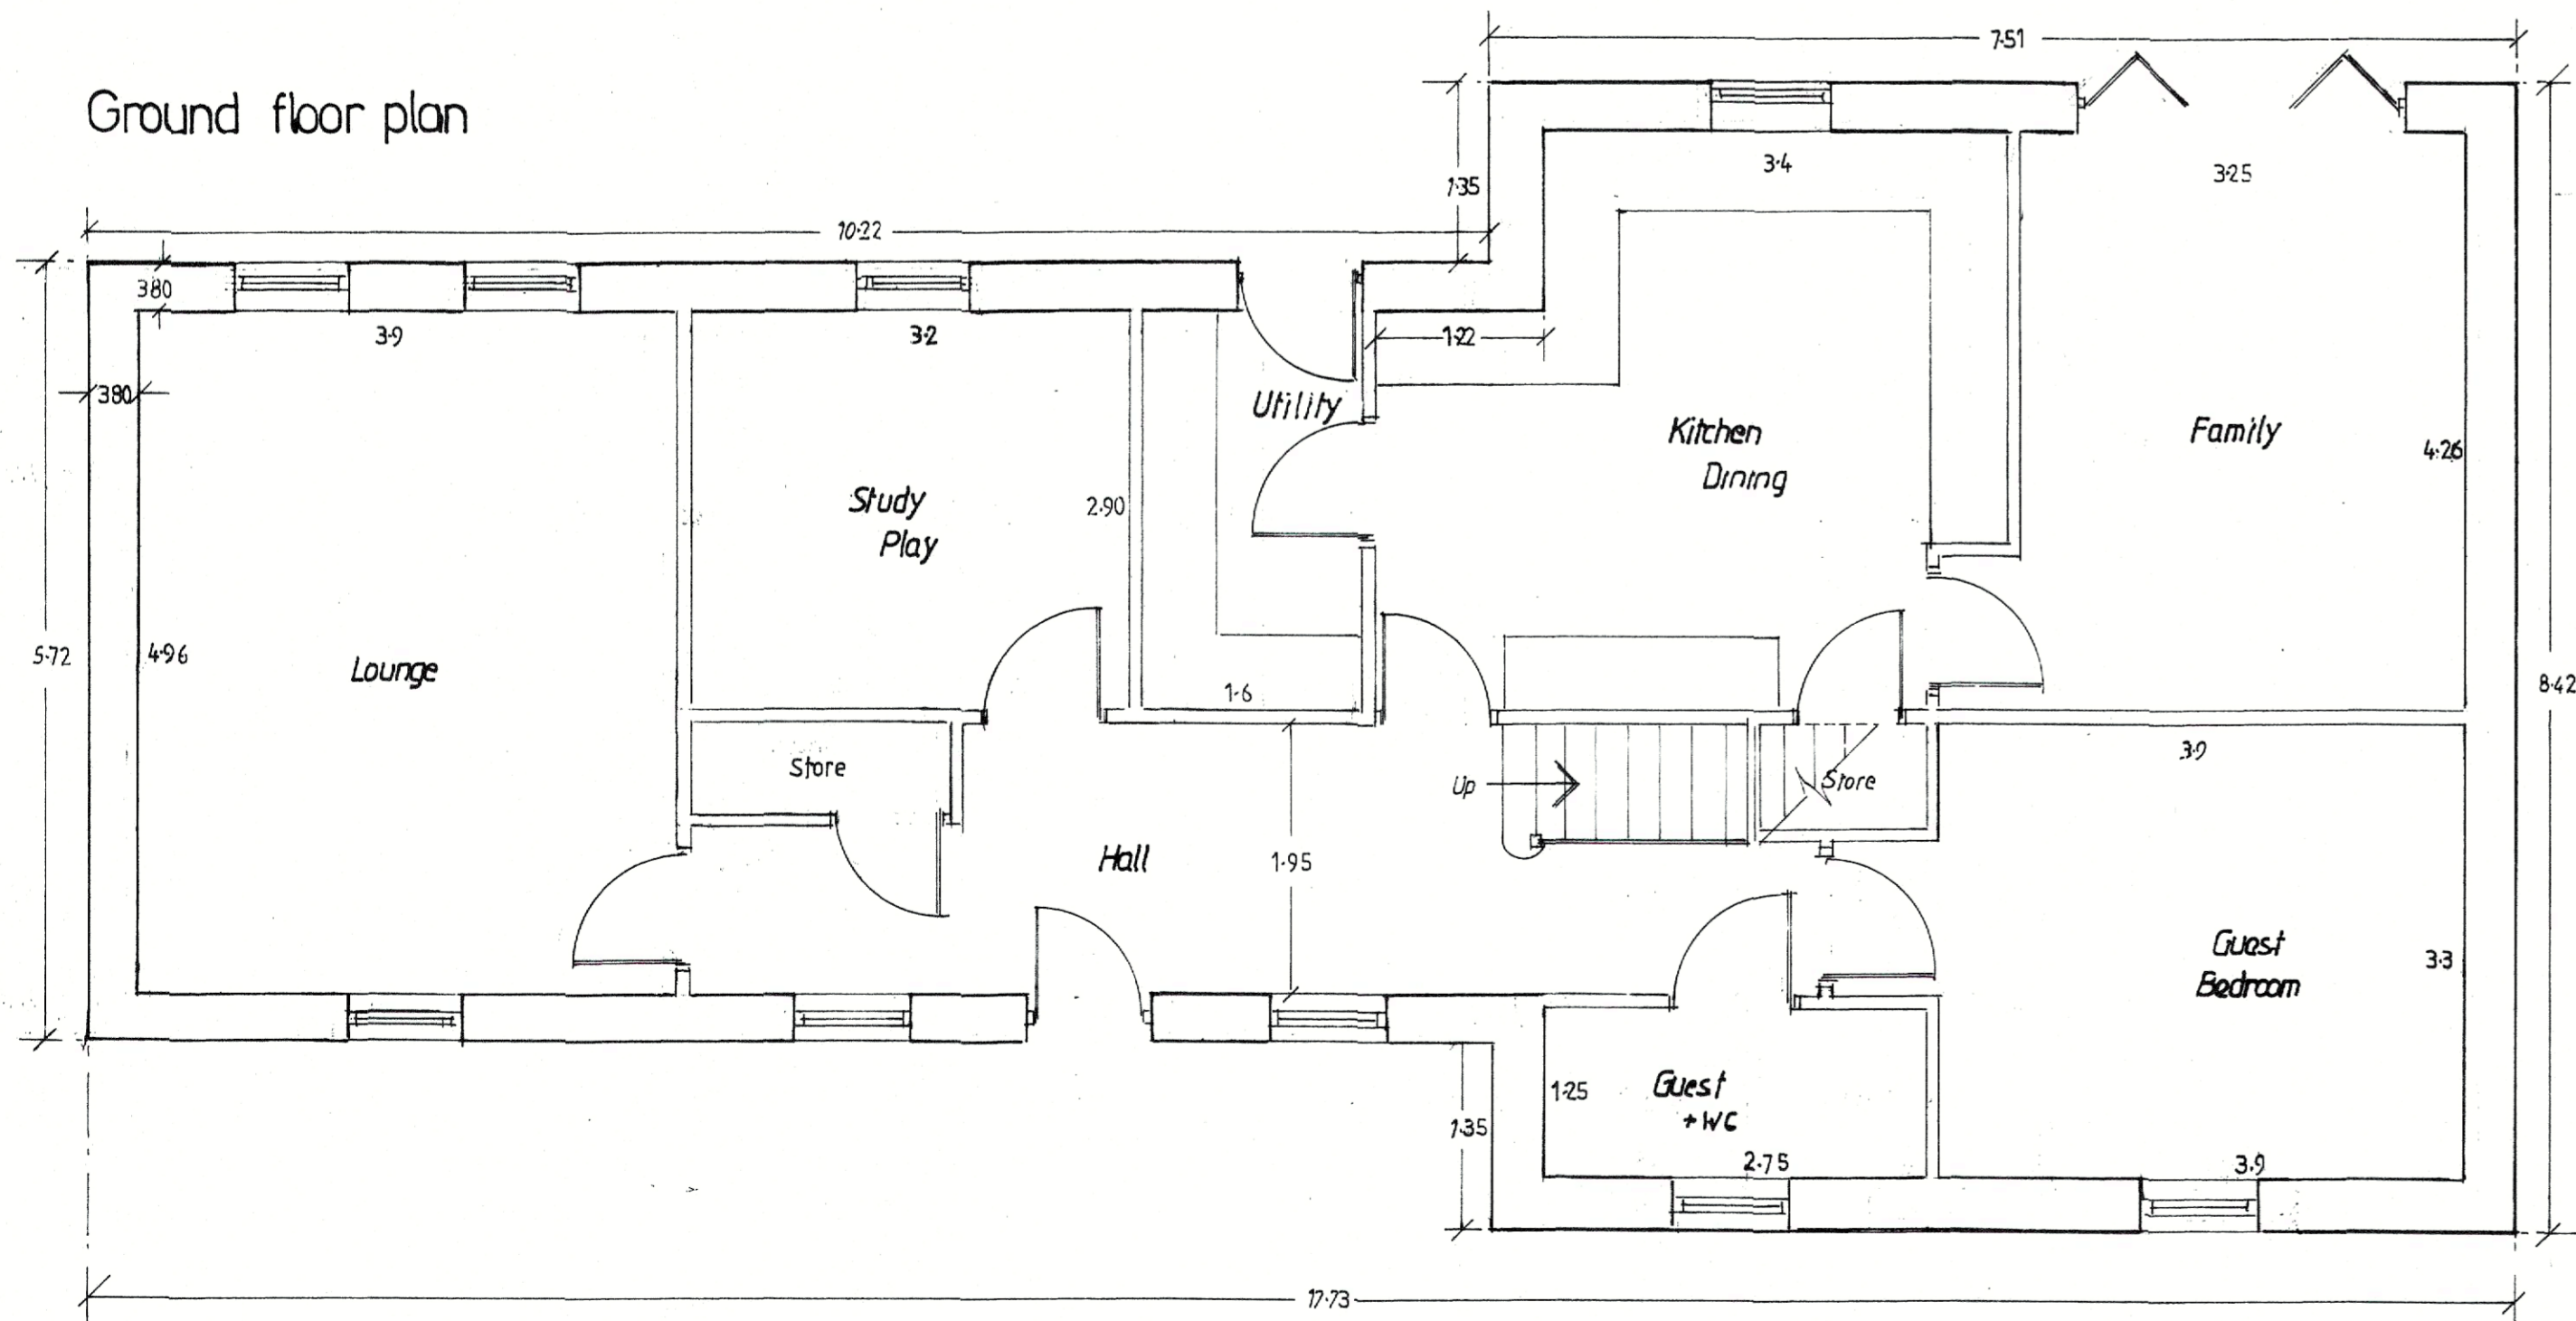 7·51
Ground floor plan
3·4
3·25
1·35
10·22
380
3·9
3·2
1·22
380
Utility
Kitchen
Dining
Family
4·26
Study
Play
2·90
5·72
4·96
Lounge
8·42
1·6
3·9
Store
Up
Store
Hall
1·95
Guest
Bedroom
3·3
1·25
Guest
+WC
1·35
2·75
3·9
17·73